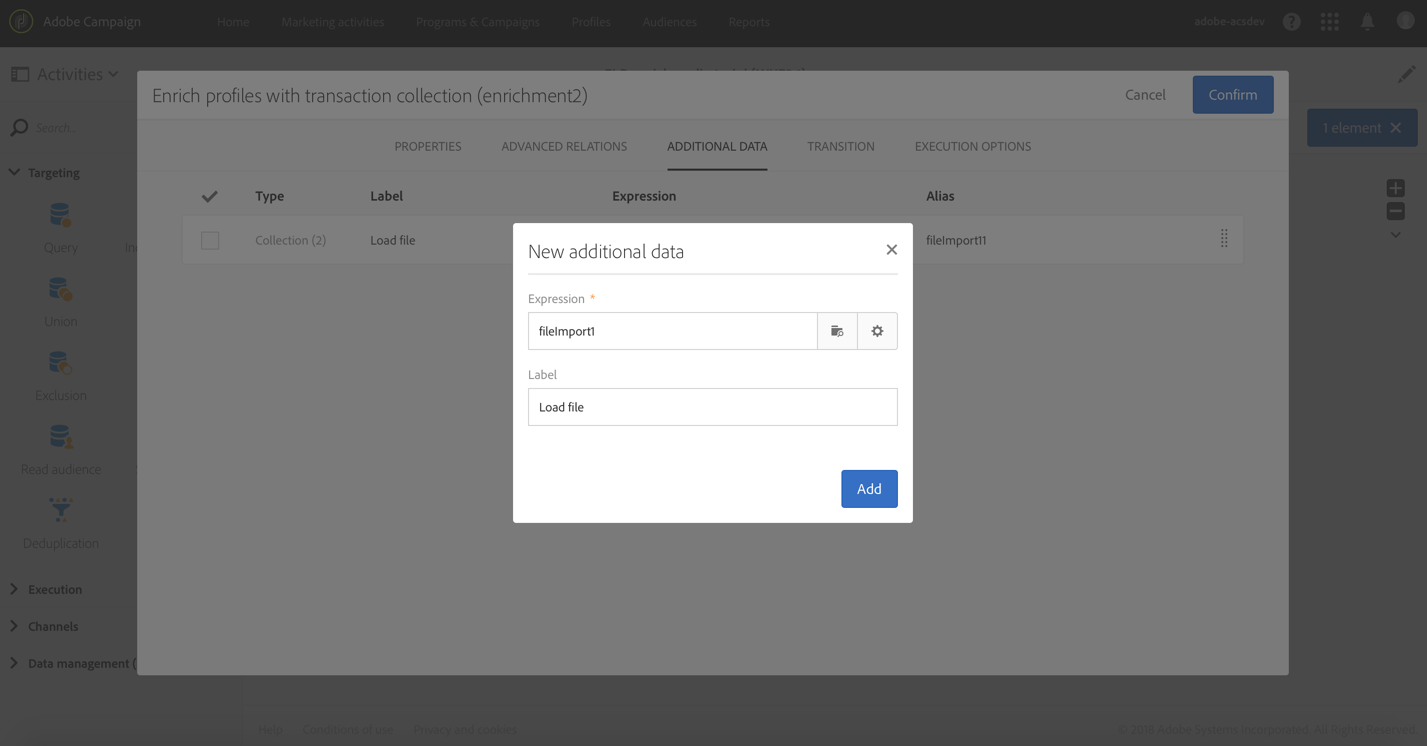 Adobe Campaign
Home
Marketing activities
Programs & Campaigns
Profiles
Audiences
Reports
adobe-acsdev
Activities
Enrich profiles with transaction collection (enrichment2)
Cancel
Confirm
Search...
1 element
PROPERTIES
ADVANCED RELATIONS
ADDITIONAL DATA
TRANSITION
EXECUTION OPTIONS
Targeting
Type
Label
Expression
Alias
Collection (2)
Load file
fileImport11
Query
Union
Exclusion
Read audience
Deduplication
Execution
Channels
Data management (
New additional data
Expression *
fileImport1
Label
Load file
Add
Help
Conditions of use
Privacy and cookies
© 2018 Adobe Systems Incorporated. All Rights Reserved.